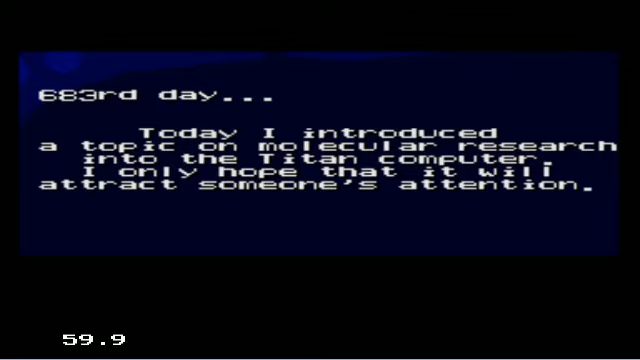 683rd day...
Today I introduced
a topic on molecular research
into the Titan computer.
I only hope that it will
attract someone's attention.
59.9